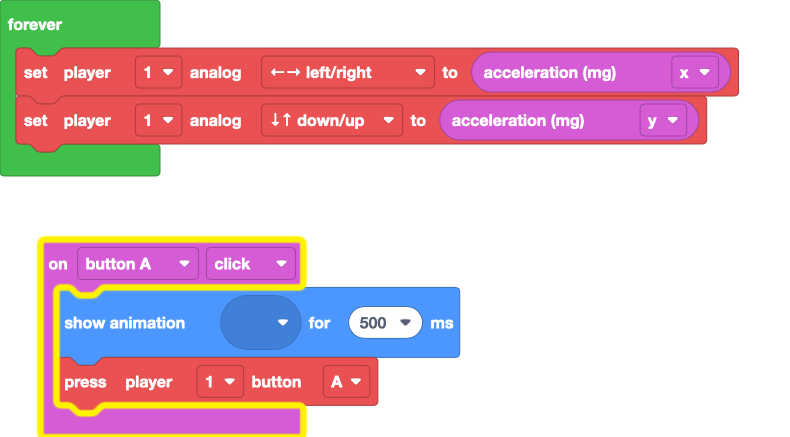 forever
set player 1 analog ←→ left/right to acceleration (mg) x
set player 1 analog ↓↑ down/up to acceleration (mg) y
on button A click
show animation for 500 ms
press player 1 button A